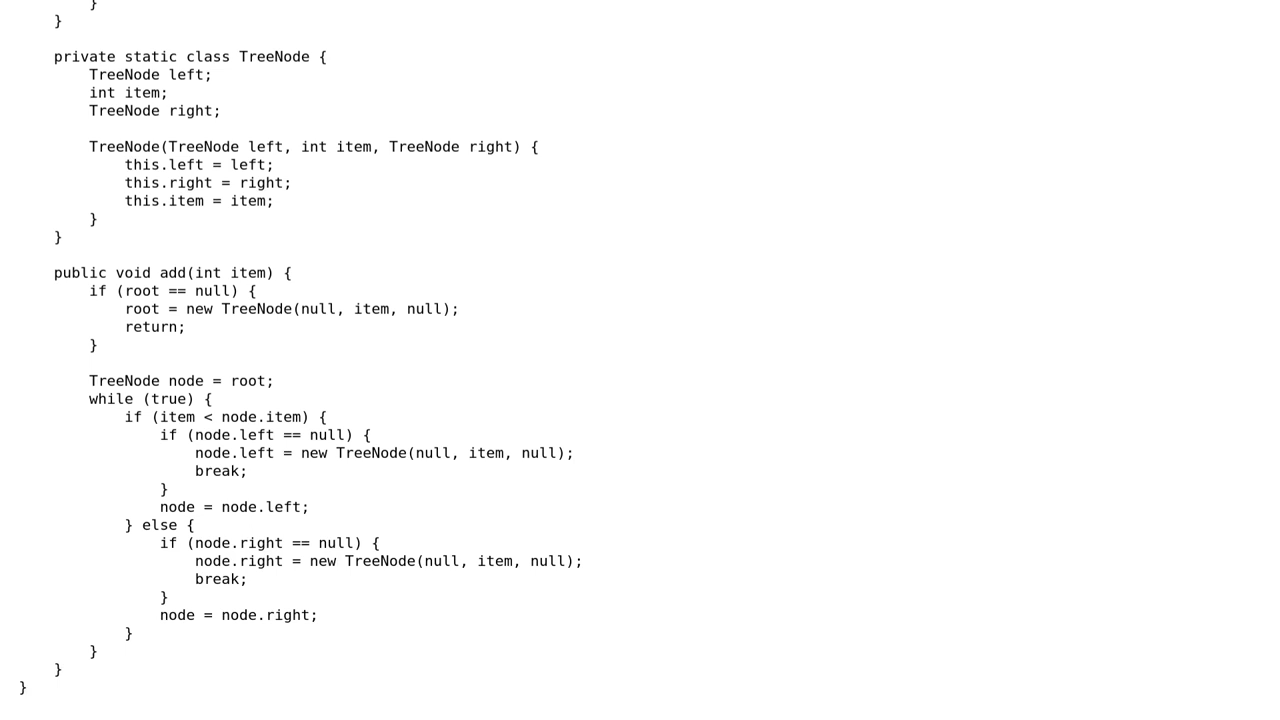 }
    }

    private static class TreeNode {
        TreeNode left;
        int item;
        TreeNode right;

        TreeNode(TreeNode left, int item, TreeNode right) {
            this.left = left;
            this.right = right;
            this.item = item;
        }
    }

    public void add(int item) {
        if (root == null) {
            root = new TreeNode(null, item, null);
            return;
        }

        TreeNode node = root;
        while (true) {
            if (item < node.item) {
                if (node.left == null) {
                    node.left = new TreeNode(null, item, null);
                    break;
                }
                node = node.left;
            } else {
                if (node.right == null) {
                    node.right = new TreeNode(null, item, null);
                    break;
                }
                node = node.right;
            }
        }
    }
}